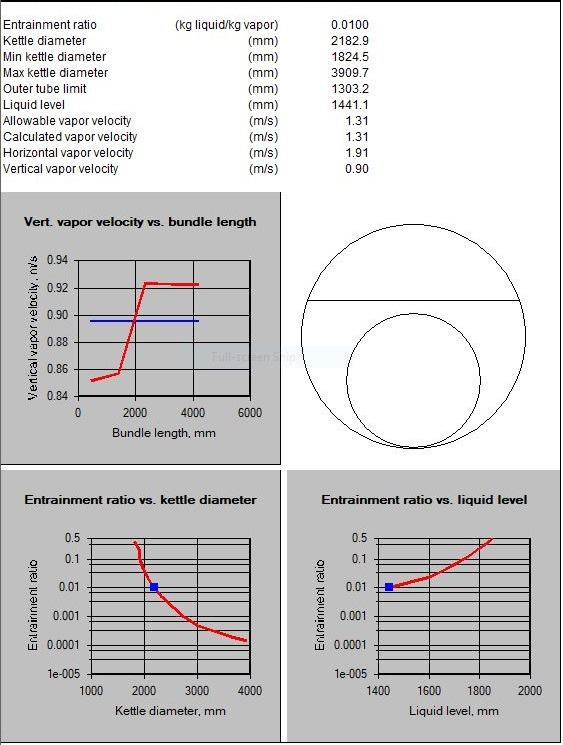 Entrainment ratio (kg liquid/kg vapor) 0.0100
Kettle diameter (mm) 2182.9
Min kettle diameter (mm) 1824.5
Max kettle diameter (mm) 3909.7
Outer tube limit (mm) 1303.2
Liquid level (mm) 1441.1
Allowable vapor velocity (m/s) 1.31
Calculated vapor velocity (m/s) 1.31
Horizontal vapor velocity (m/s) 1.91
Vertical vapor velocity (m/s) 0.90
Vert. vapor velocity vs. bundle length
Vertical vapor velocity, m/s
0.94
0.92
0.90
0.88
0.86
0.84
0 2000 4000 6000
Bundle length, mm
Full-screen Snip
Entrainment ratio vs. kettle diameter
Entrainment ratio
0.5
0.1
0.01
0.001
0.0001
1e-005
1000 2000 3000 4000
Kettle diameter, mm
Entrainment ratio vs. liquid level
Entrainment ratio
0.5
0.1
0.01
0.001
0.0001
1e-005
1400 1600 1800 2000
Liquid level, mm